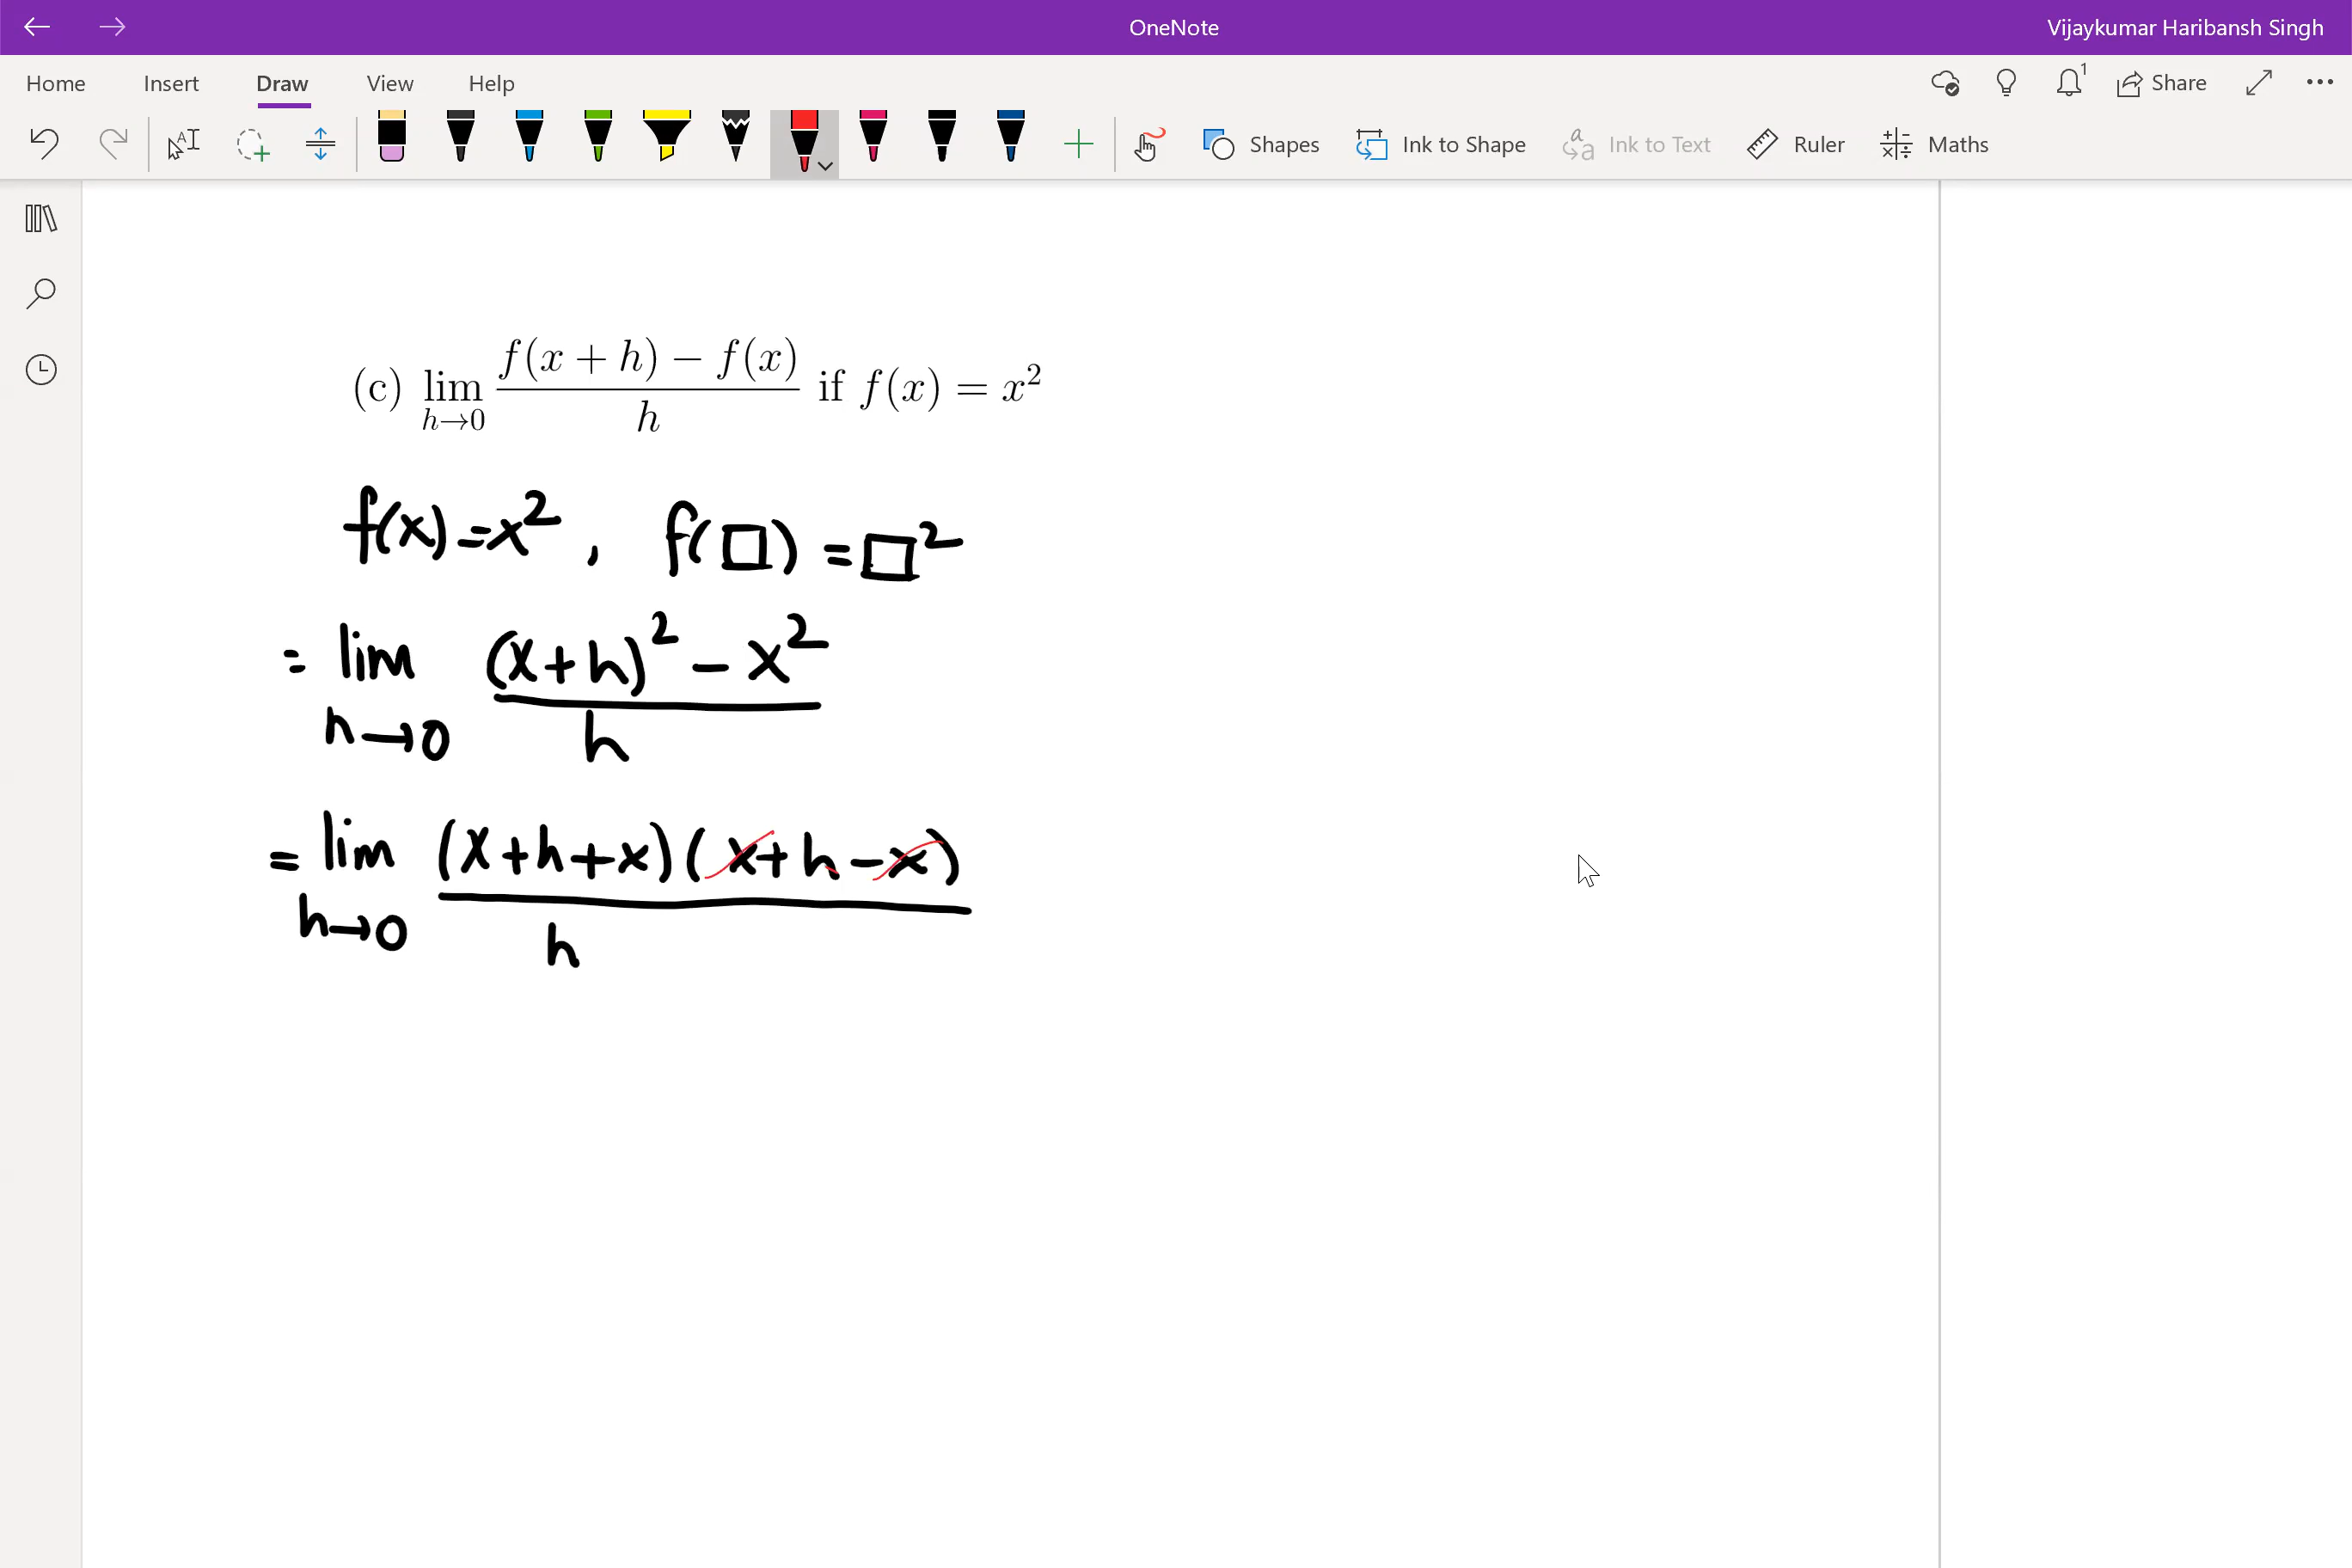 OneNote
Vijaykumar Haribansh Singh
Home Insert Draw View Help
1 Share
Shapes Ink to Shape Ink to Text Ruler Maths
(c) lim h→0 f(x + h) − f(x) / h if f(x) = x²
f(x) = x² , f(□) = □²
= lim h→0 (x+h)² − x² / h
= lim h→0 (x+h+x)(x+h−x) / h